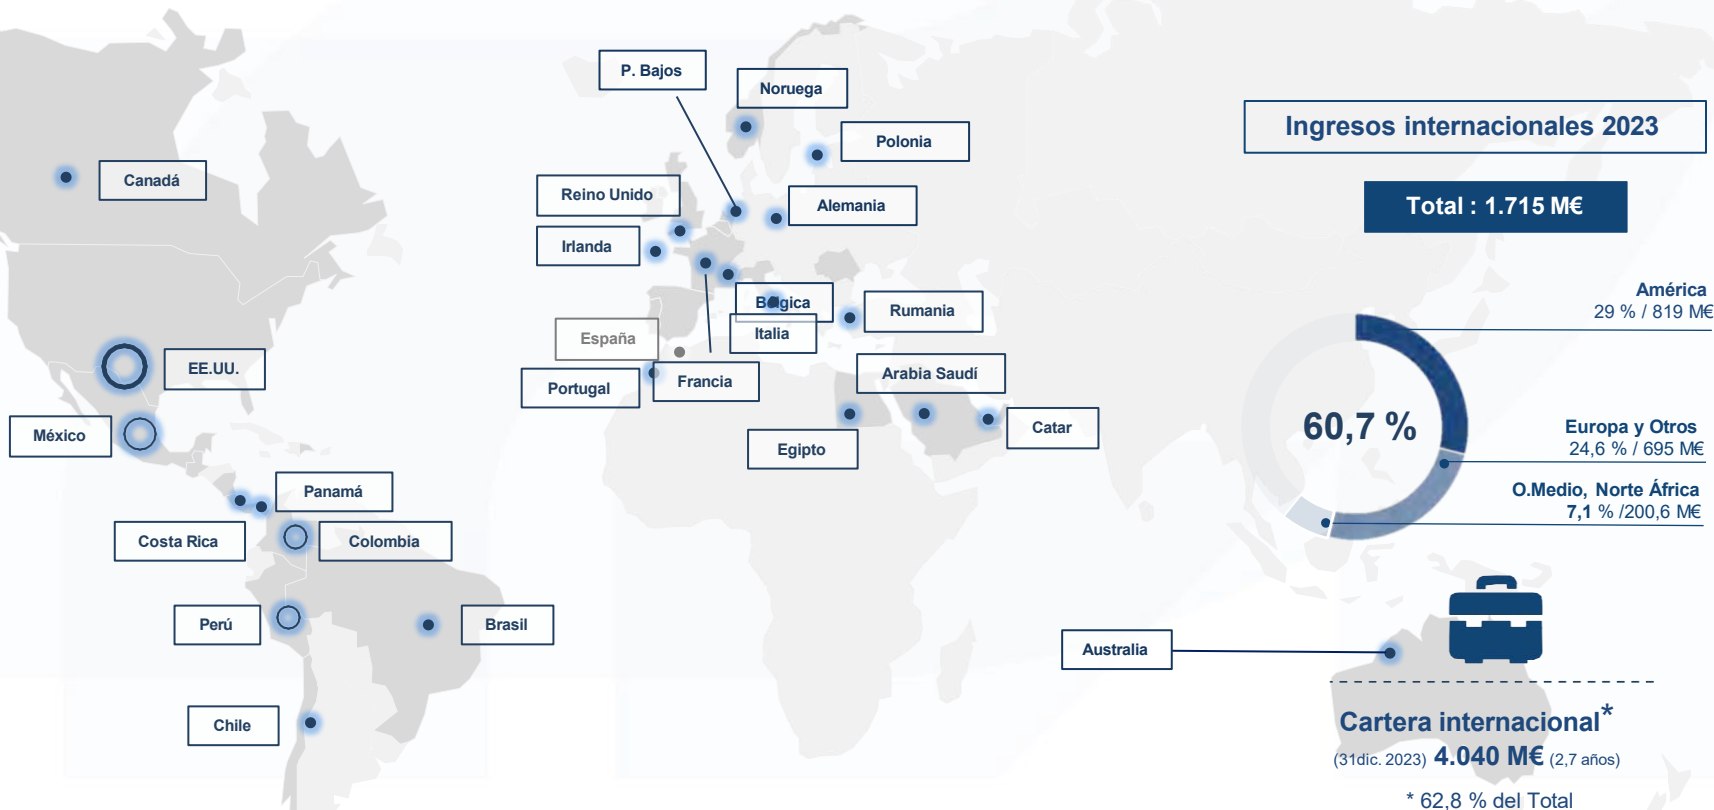 P. Bajos
Noruega
Polonia
Canadá
Reino Unido
Alemania
Irlanda
Bélgica
Rumania
Italia
España
EE.UU.
Portugal
Francia
Arabia Saudí
México
Egipto
Catar
Panamá
Costa Rica
Colombia
Perú
Brasil
Australia
Chile
Ingresos internacionales 2023
Total : 1.715 M€
América
29 % / 819 M€
60,7 %
Europa y Otros
24,6 % / 695 M€
O.Medio, Norte África
7,1 % /200,6 M€
Cartera internacional*
(31dic. 2023) 4.040 M€ (2,7 años)
* 62,8 % del Total